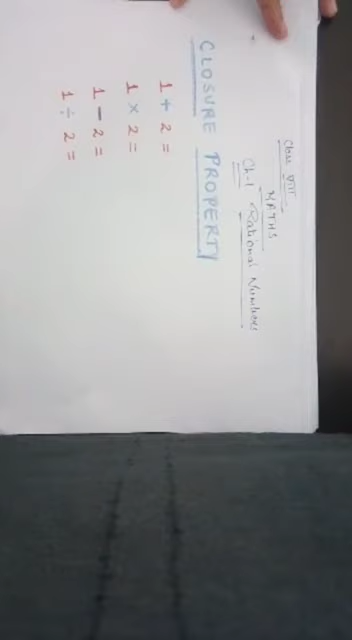 Class VIII
MATHS
Ch-1 Rational Numbers
CLOSURE PROPERTY
1 + 2 =
1 × 2 =
1 - 2 =
1 ÷ 2 =